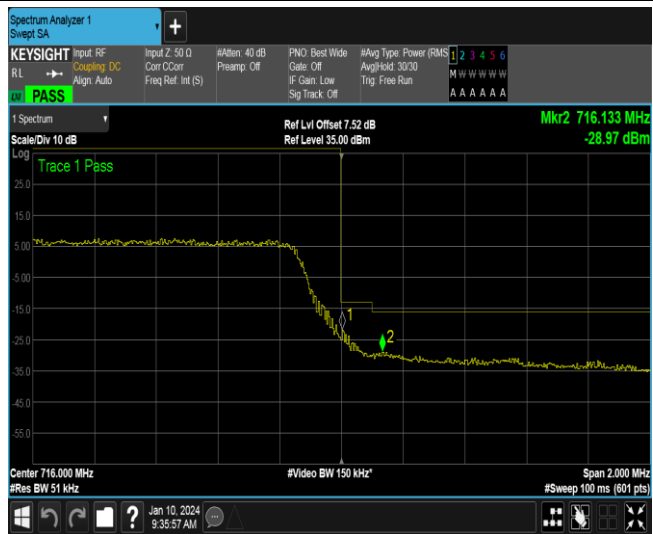 Spectrum Analyzer 1
Swept SA
+
KEYSIGHT
RL
PASS
Input: RF
Coupling: DC
Align: Auto
Input Z: 50 Ω
Corr CCorr
Freq Ref: Int (S)
#Atten: 40 dB
Preamp: Off
PNO: Best Wide
Gate: Off
IF Gain: Low
Sig Track: Off
#Avg Type: Power (RMS
Avg|Hold: 30/30
Trig: Free Run
1 2 3 4 5 6
M W W W W W
A A A A A A
1 Spectrum
Scale/Div 10 dB
Ref Lvl Offset 7.52 dB
Ref Level 35.00 dBm
Mkr2 716.133 MHz
-28.97 dBm
Log
Trace 1 Pass
25.0
15.0
5.00
-5.00
-15.0
-25.0
-35.0
-45.0
-55.0
1
2
Center 716.000 MHz
#Res BW 51 kHz
#Video BW 150 kHz*
Span 2.000 MHz
#Sweep 100 ms (601 pts)
?
Jan 10, 2024
9:35:57 AM